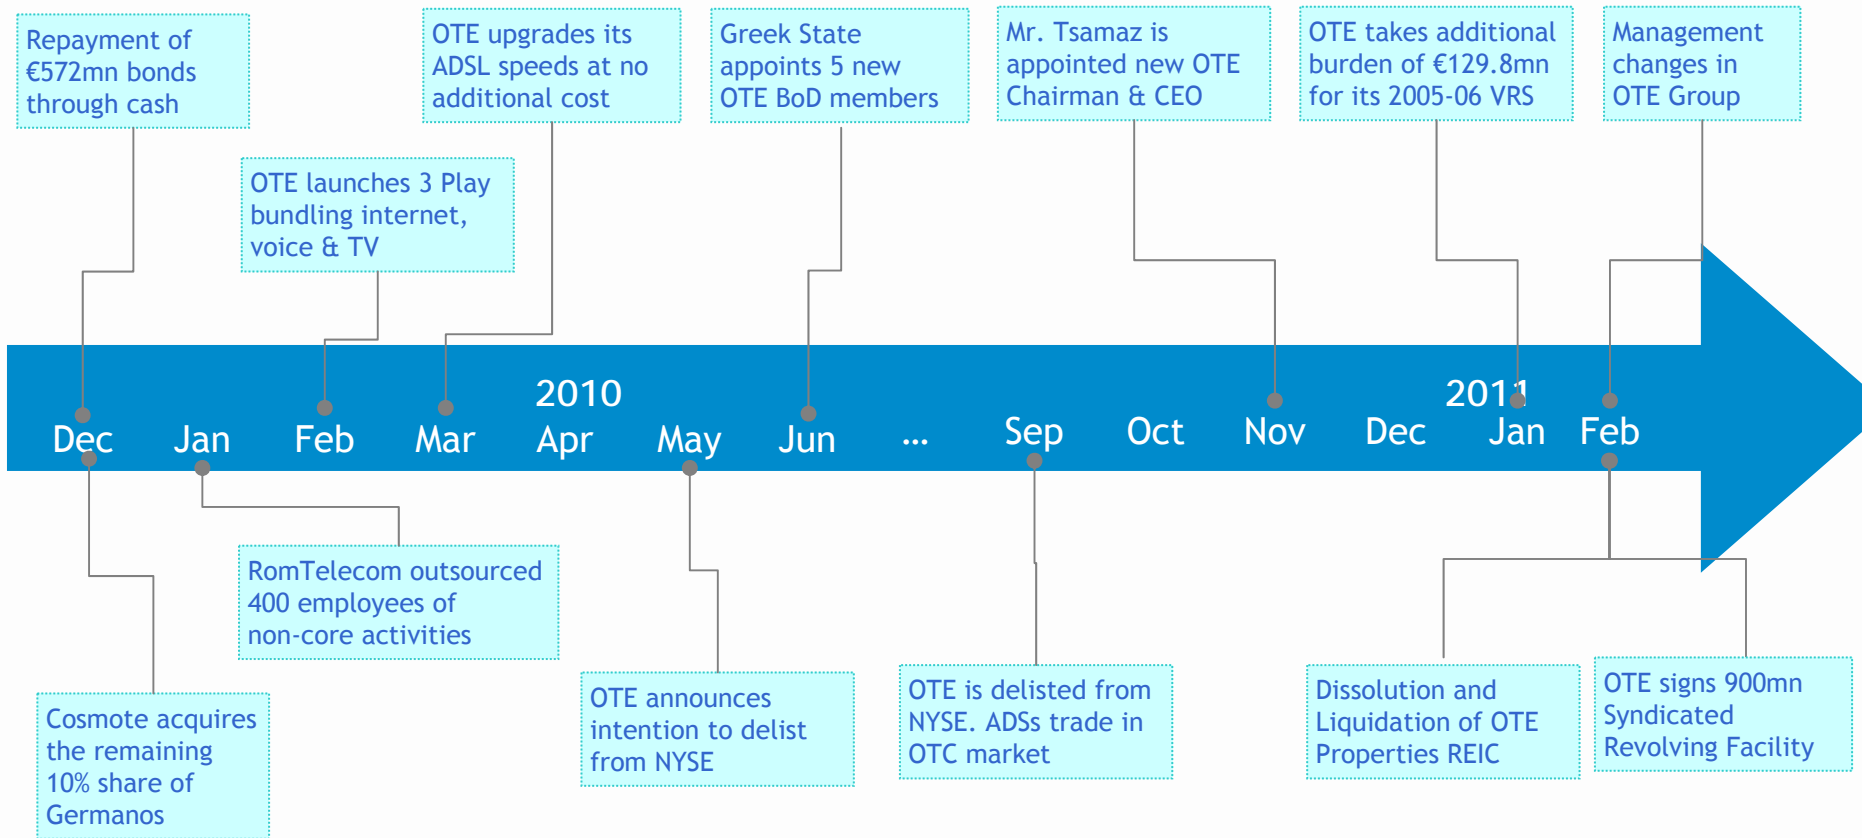 Repayment of
€572mn bonds
through cash
OTE upgrades its
ADSL speeds at no
additional cost
Greek State
appoints 5 new
OTE BoD members
Mr. Tsamaz is
appointed new OTE
Chairman & CEO
OTE takes additional
burden of €129.8mn
for its 2005-06 VRS
Management
changes in
OTE Group
OTE launches 3 Play
bundling internet,
voice & TV
2010
2011
Dec Jan Feb Mar Apr May Jun … Sep Oct Nov Dec Jan Feb
RomTelecom outsourced
400 employees of
non-core activities
Cosmote acquires
the remaining
10% share of
Germanos
OTE announces
intention to delist
from NYSE
OTE is delisted from
NYSE. ADSs trade in
OTC market
Dissolution and
Liquidation of OTE
Properties REIC
OTE signs 900mn
Syndicated
Revolving Facility